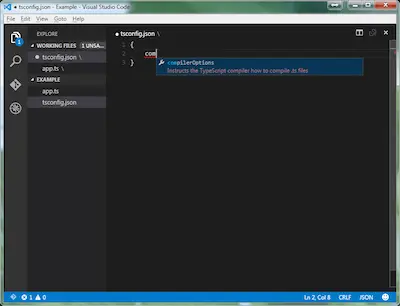 tsconfig.json - Example - Visual Studio Code
File Edit View Goto Help
EXPLORE
WORKING FILES 1 UNSA...
tsconfig.json \
app.ts \
EXAMPLE
app.ts
tsconfig.json
1
tsconfig.json \
1 {
2 com
compilerOptions
Instructs the TypeScript compiler how to compile .ts files
3 }
1 0
Ln 2, Col 8 CRLF JSON